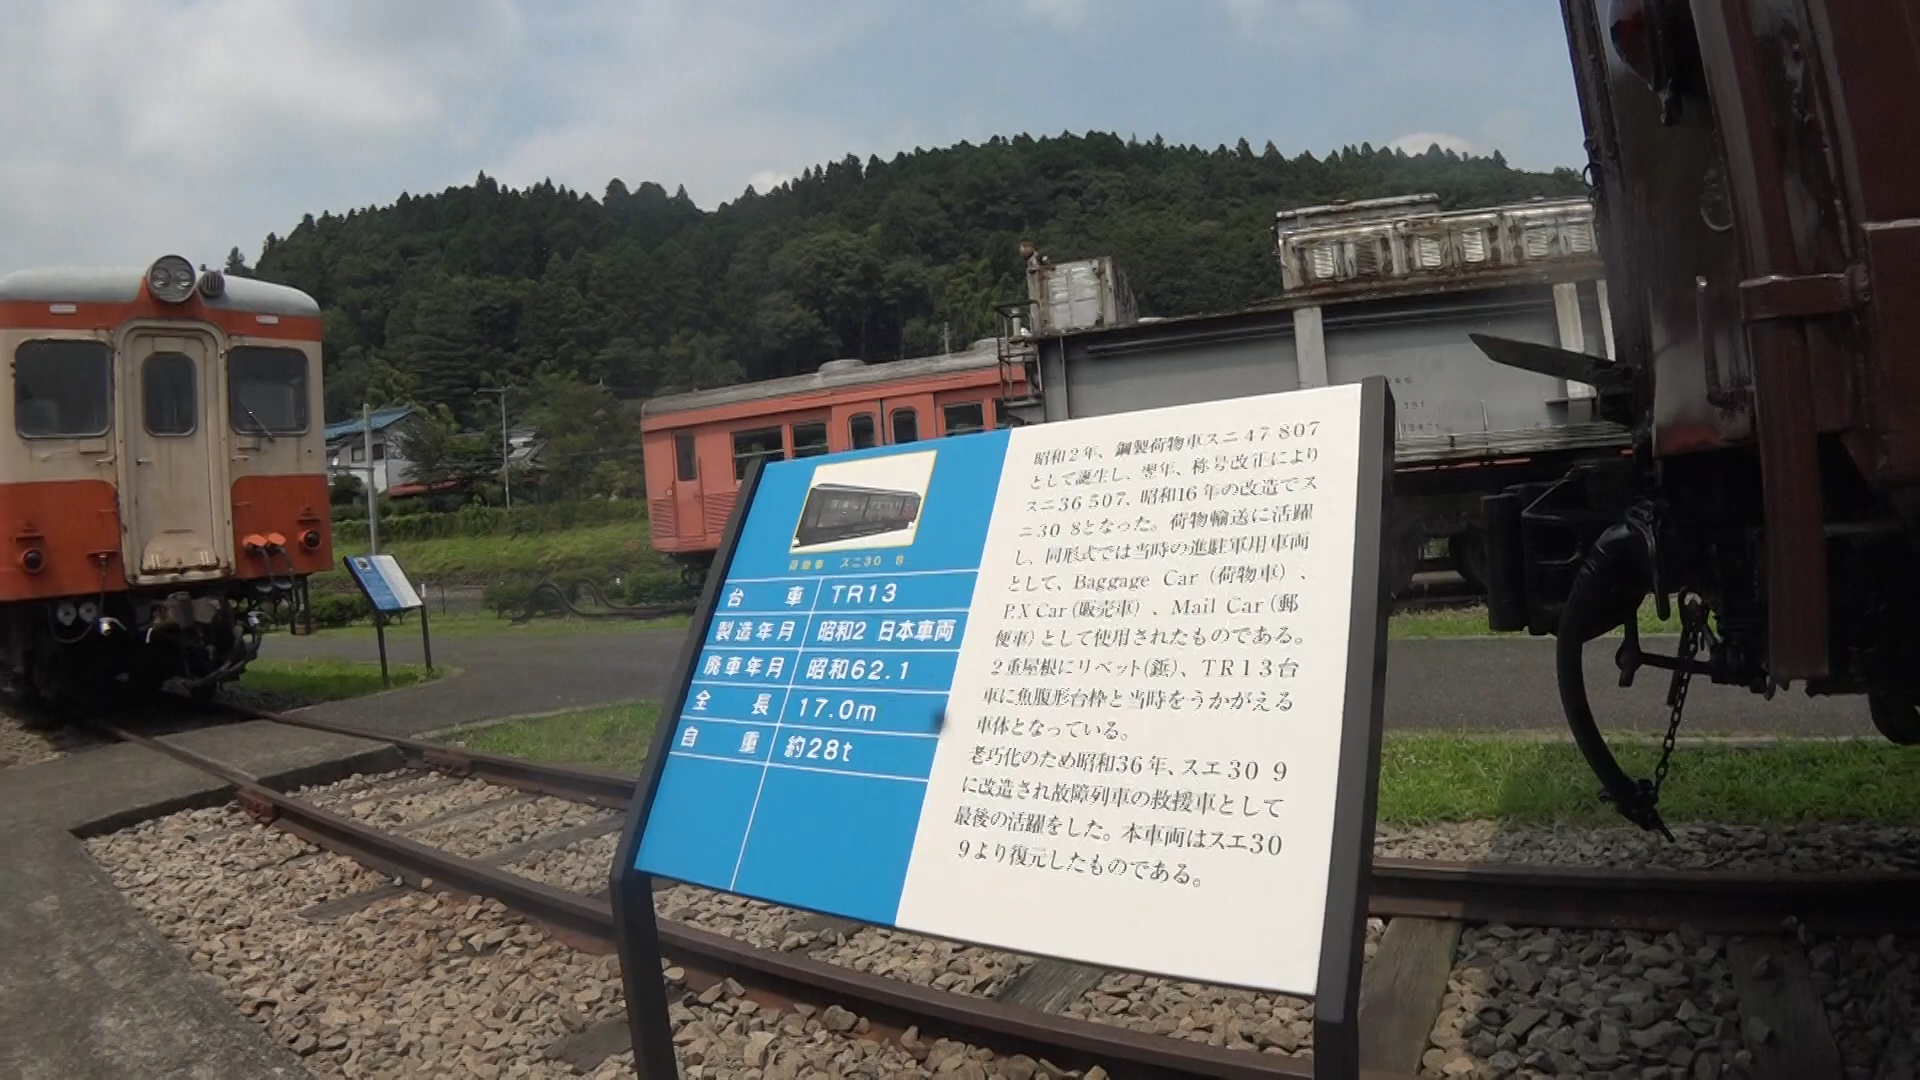 荷物車 スニ30 8
台車 TR13
製造年月 昭和2 日本車両
廃車年月 昭和62.1
全長 17.0m
自重 約28t
昭和2年、鋼製荷物車スニ47 807
として誕生し、翌年、称号改正により
スニ36 507、昭和16年の改造でス
ニ30 8となった。荷物輸送に活躍
し、同形式では当時の進駐軍用車両
として、Baggage Car (荷物車) 、
P.X Car (販売車) 、Mail Car (郵
便車) として使用されたものである。
2重屋根にリベット(鋲)、TR13台
車に魚腹形台枠と当時をうかがえる
車体となっている。
老巧化のため昭和36年、スエ30 9
に改造され故障列車の救援車として
最後の活躍をした。本車両はスエ30
9より復元したものである。